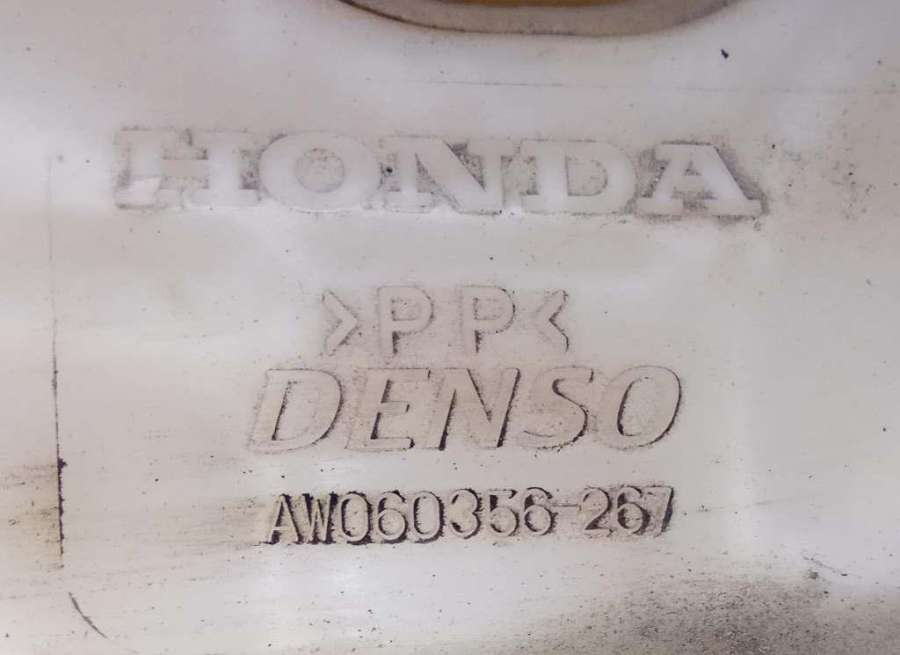 HONDA
>PP<
DENSO
AW060356-267